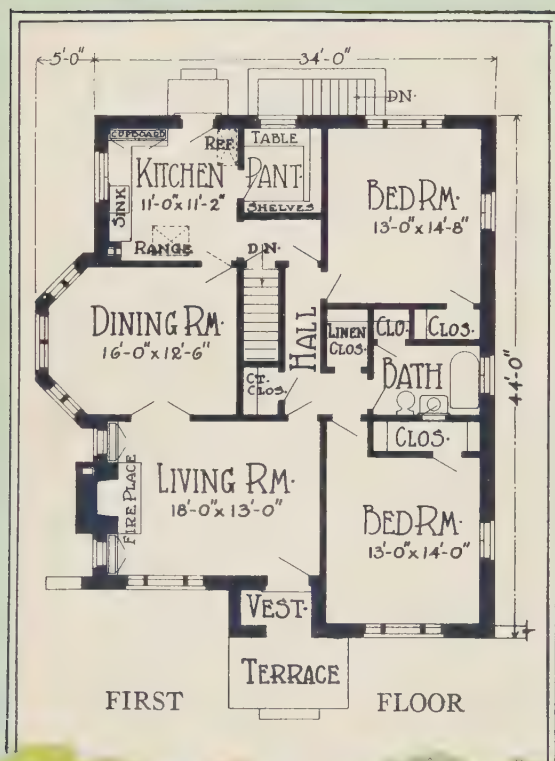 5'-0"
34'-0"
DN.
CUPBOARD
REF.
TABLE
KITCHEN
11'-0" x 11'-2"
PANT.
SHELVES
SINK
RANGE
DN.
BED RM.
13'-0" x 14'-8"
DINING RM.
16'-0" x 12'-6"
HALL
LINEN
CLOS.
CLO.
CLOS.
CT.
CLOS.
BATH
44'-0"
CLOS.
LIVING RM.
18'-0" x 13'-0"
FIRE PLACE
BED RM.
13'-0" x 14'-0"
VEST.
TERRACE
FIRST FLOOR